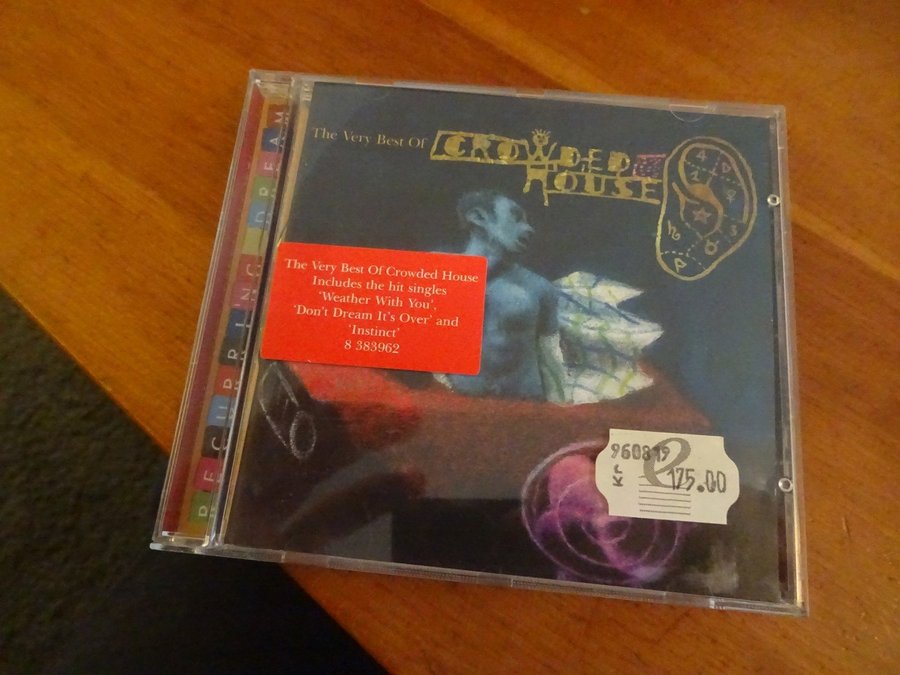 The Very Best Of CROWDED
HOUSE
The Very Best Of Crowded House
Includes the hit singles
'Weather With You',
'Don't Dream It's Over' and
'Instinct'
8 383962
960819
Kr 175.00
RECURRING DREAM